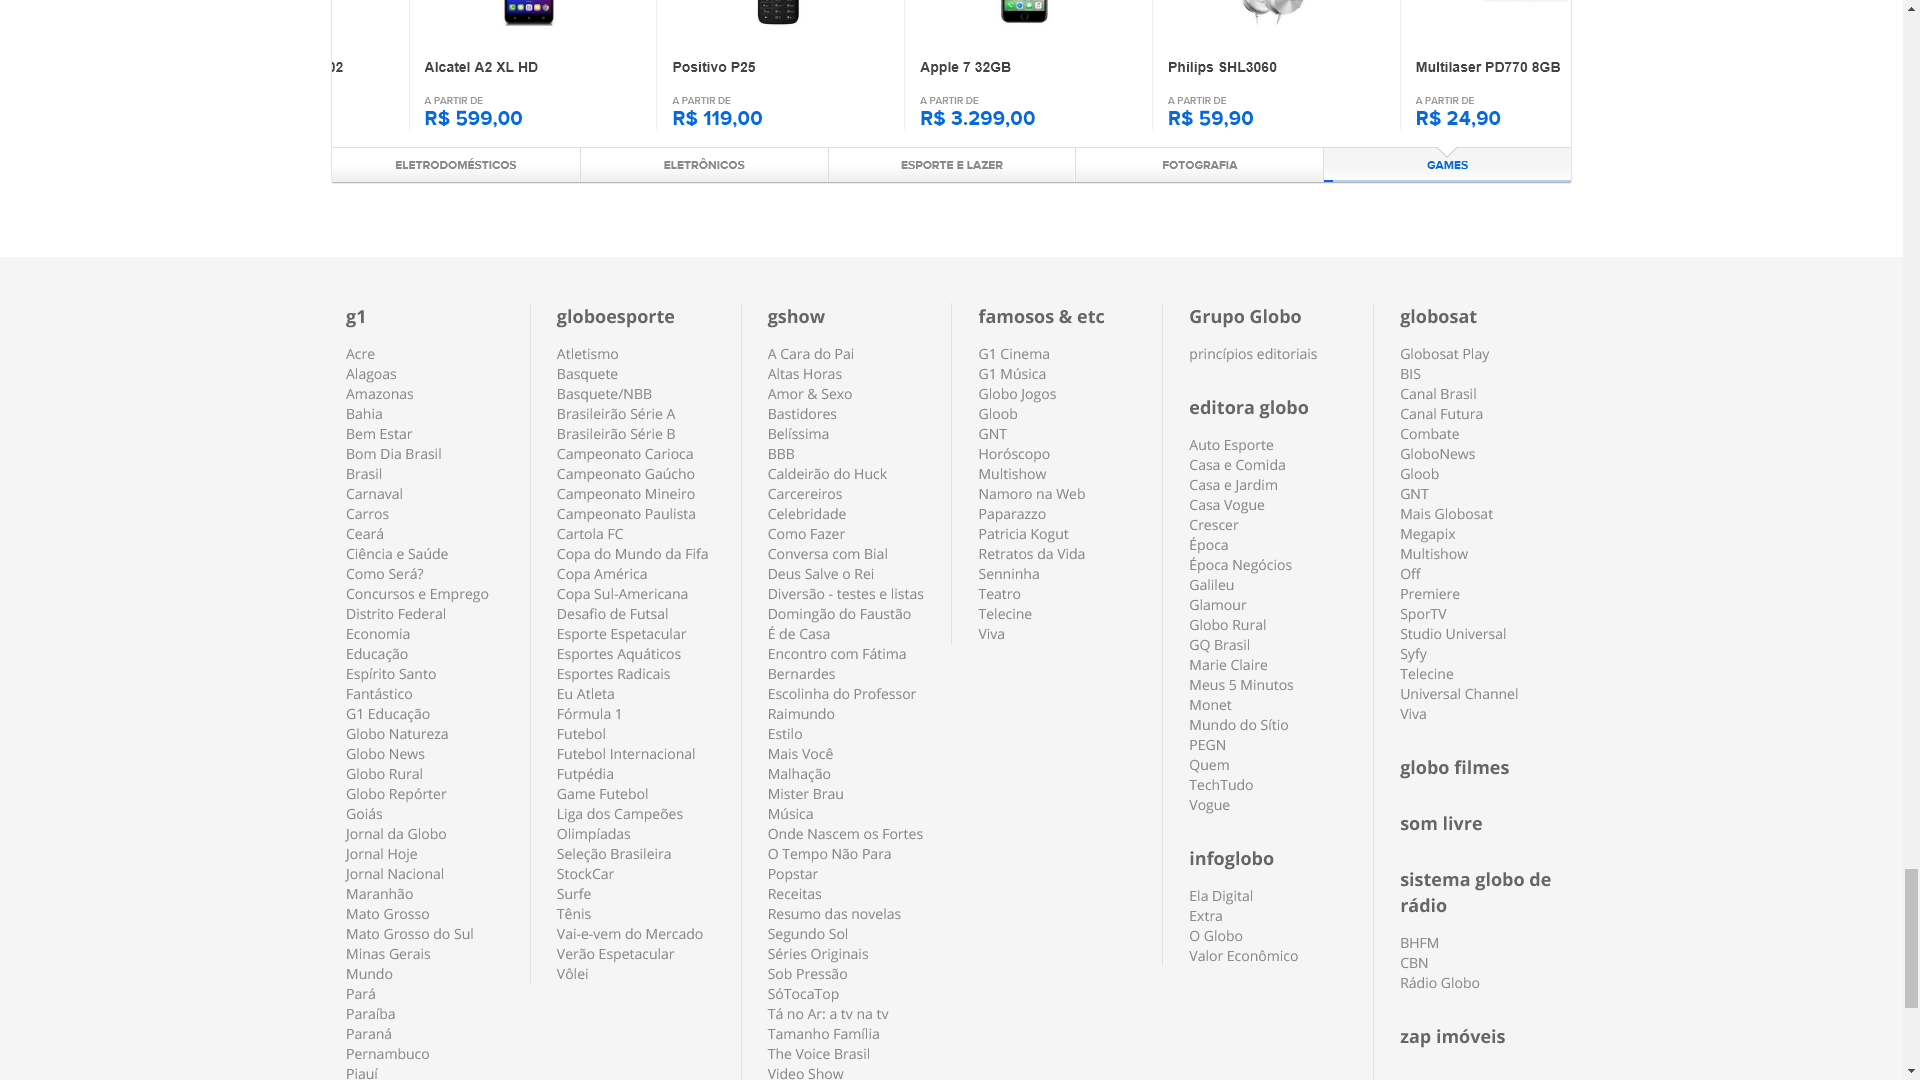 02
Alcatel A2 XL HD
A PARTIR DE
R$ 599,00
Positivo P25
A PARTIR DE
R$ 119,00
Apple 7 32GB
A PARTIR DE
R$ 3.299,00
Philips SHL3060
A PARTIR DE
R$ 59,90
Multilaser PD770 8GB
A PARTIR DE
R$ 24,90
ELETRODOMÉSTICOS
ELETRÔNICOS
ESPORTE E LAZER
FOTOGRAFIA
GAMES
g1
Acre
Alagoas
Amazonas
Bahia
Bem Estar
Bom Dia Brasil
Brasil
Carnaval
Carros
Ceará
Ciência e Saúde
Como Será?
Concursos e Emprego
Distrito Federal
Economia
Educação
Espírito Santo
Fantástico
G1 Educação
Globo Natureza
Globo News
Globo Rural
Globo Repórter
Goiás
Jornal da Globo
Jornal Hoje
Jornal Nacional
Maranhão
Mato Grosso
Mato Grosso do Sul
Minas Gerais
Mundo
Pará
Paraíba
Paraná
Pernambuco
Piauí
globoesporte
Atletismo
Basquete
Basquete/NBB
Brasileirão Série A
Brasileirão Série B
Campeonato Carioca
Campeonato Gaúcho
Campeonato Mineiro
Campeonato Paulista
Cartola FC
Copa do Mundo da Fifa
Copa América
Copa Sul-Americana
Desafio de Futsal
Esporte Espetacular
Esportes Aquáticos
Esportes Radicais
Eu Atleta
Fórmula 1
Futebol
Futebol Internacional
Futpédia
Game Futebol
Liga dos Campeões
Olimpíadas
Seleção Brasileira
StockCar
Surfe
Tênis
Vai-e-vem do Mercado
Verão Espetacular
Vôlei
gshow
A Cara do Pai
Altas Horas
Amor & Sexo
Bastidores
Belíssima
BBB
Caldeirão do Huck
Carcereiros
Celebridade
Como Fazer
Conversa com Bial
Deus Salve o Rei
Diversão - testes e listas
Domingão do Faustão
É de Casa
Encontro com Fátima
Bernardes
Escolinha do Professor
Raimundo
Estilo
Mais Você
Malhação
Mister Brau
Música
Onde Nascem os Fortes
O Tempo Não Para
Popstar
Receitas
Resumo das novelas
Segundo Sol
Séries Originais
Sob Pressão
SóTocaTop
Tá no Ar: a tv na tv
Tamanho Família
The Voice Brasil
Video Show
famosos & etc
G1 Cinema
G1 Música
Globo Jogos
Gloob
GNT
Horóscopo
Multishow
Namoro na Web
Paparazzo
Patricia Kogut
Retratos da Vida
Senninha
Teatro
Telecine
Viva
Grupo Globo
princípios editoriais
editora globo
Auto Esporte
Casa e Comida
Casa e Jardim
Casa Vogue
Crescer
Época
Época Negócios
Galileu
Glamour
Globo Rural
GQ Brasil
Marie Claire
Meus 5 Minutos
Monet
Mundo do Sítio
PEGN
Quem
TechTudo
Vogue
infoglobo
Ela Digital
Extra
O Globo
Valor Econômico
globosat
Globosat Play
BIS
Canal Brasil
Canal Futura
Combate
GloboNews
Gloob
GNT
Mais Globosat
Megapix
Multishow
Off
Premiere
SporTV
Studio Universal
Syfy
Telecine
Universal Channel
Viva
globo filmes
som livre
sistema globo de
rádio
BHFM
CBN
Rádio Globo
zap imóveis